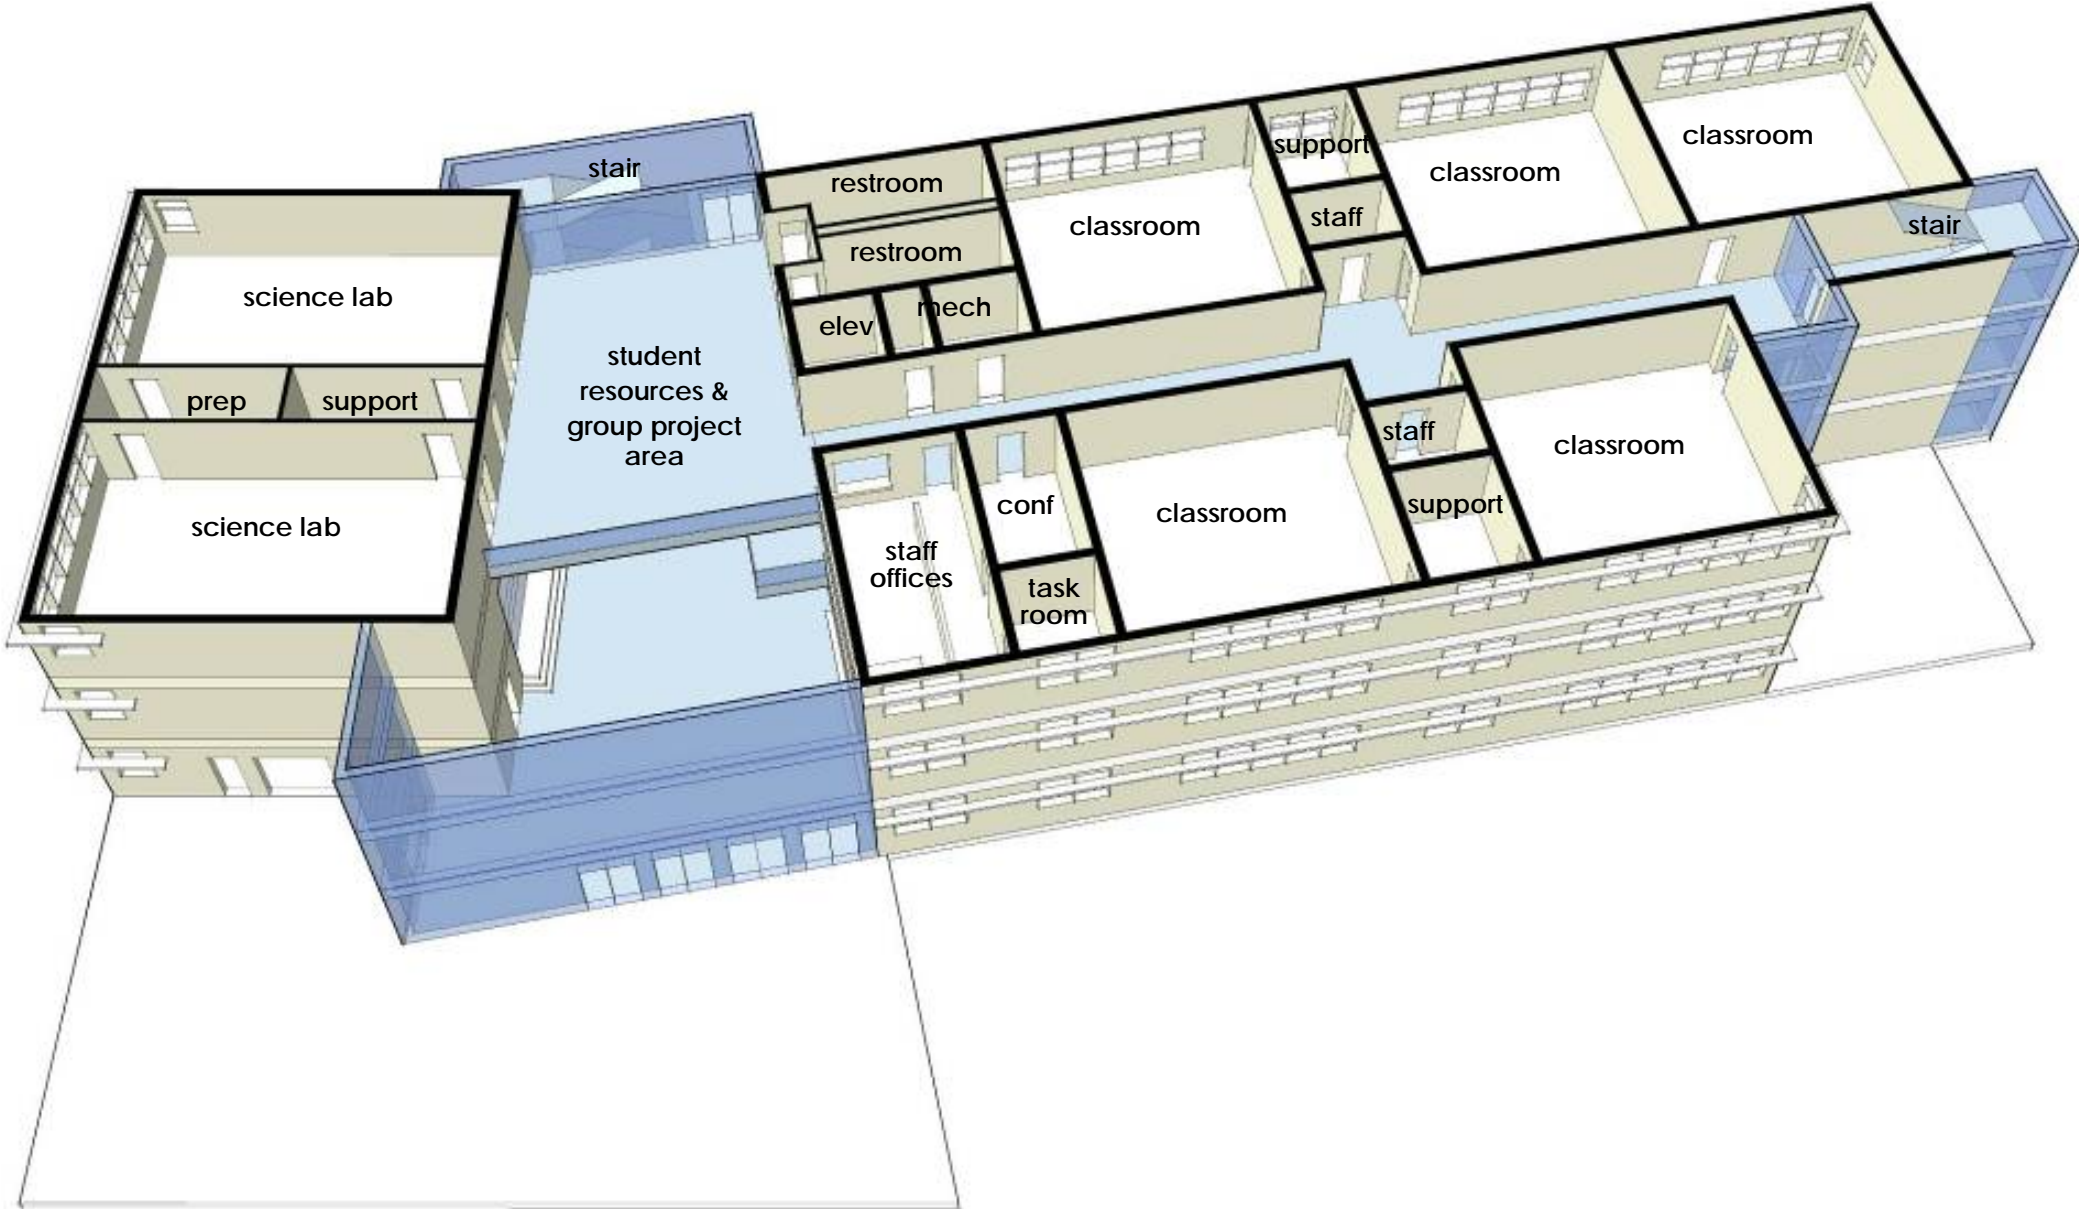 stair
restroom
restroom
elev
mech
classroom
support
staff
classroom
classroom
stair
science lab
prep
support
science lab
student
resources &
group project
area
staff
offices
conf
task
room
classroom
staff
support
classroom